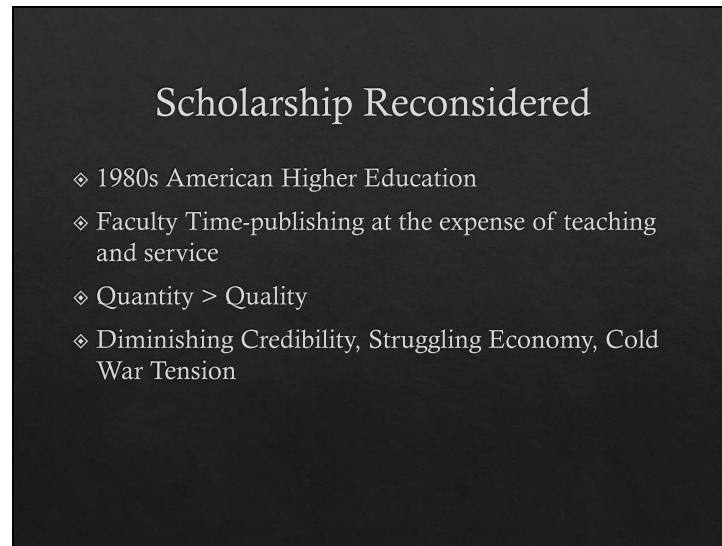 Scholarship Reconsidered
1980s American Higher Education
Faculty Time-publishing at the expense of teaching
and service
Quantity > Quality
Diminishing Credibility, Struggling Economy, Cold
War Tension